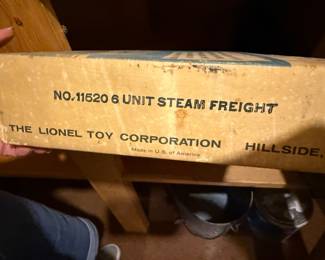 NO. 11520 6 UNIT STEAM FREIGHT
THE LIONEL TOY CORPORATION HILLSIDE,
Made in U.S. of America